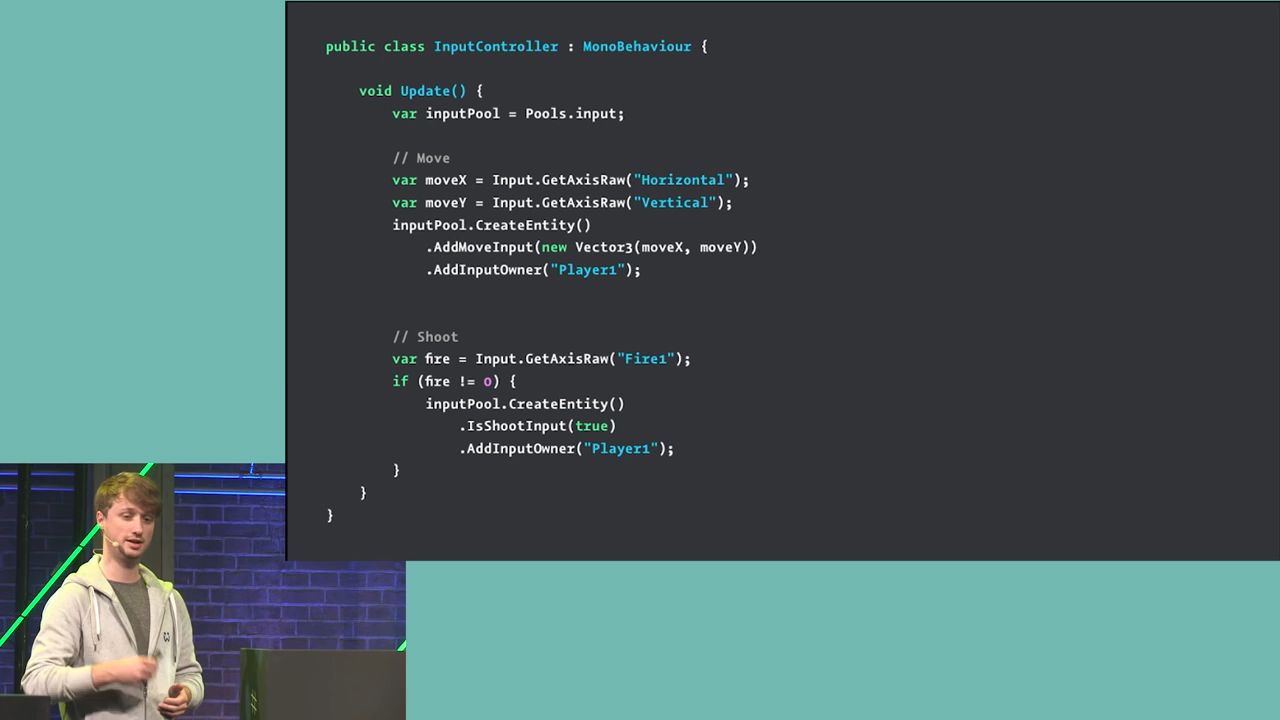 public class InputController : MonoBehaviour {
void Update() {
var inputPool = Pools.input;
// Move
var moveX = Input.GetAxisRaw("Horizontal");
var moveY = Input.GetAxisRaw("Vertical");
inputPool.CreateEntity()
.AddMoveInput(new Vector3(moveX, moveY))
.AddInputOwner("Player1");
// Shoot
var fire = Input.GetAxisRaw("Fire1");
if (fire != 0) {
inputPool.CreateEntity()
.IsShootInput(true)
.AddInputOwner("Player1");
}
}
}